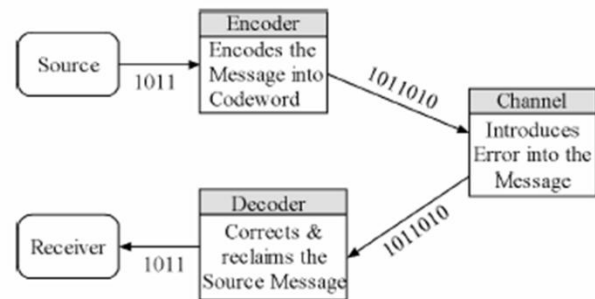 Source
1011
Encoder
Encodes the
Message into
Codeword
1011010
Channel
Introduces
Error into the
Message
1011010
Decoder
Corrects &
reclaims the
Source Message
1011
Receiver